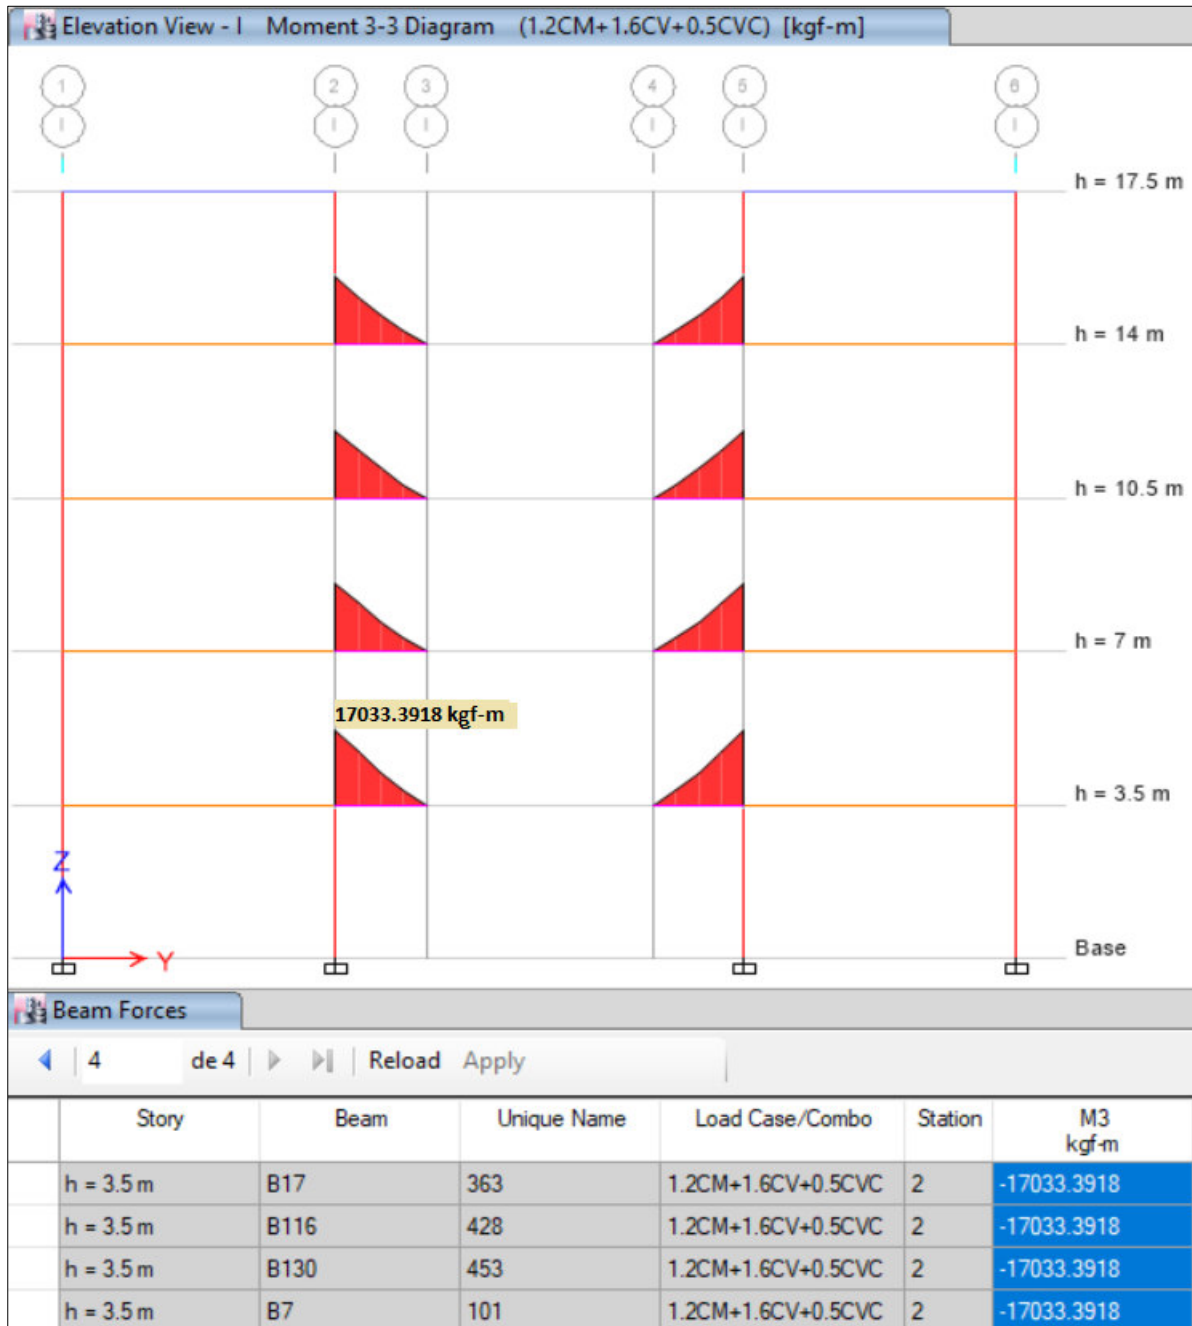 Elevation View - I Moment 3-3 Diagram (1.2CM+1.6CV+0.5CVC) [kgf-m]
1 2 3 4 5 6
I I I I I I
h = 17.5 m
h = 14 m
h = 10.5 m
h = 7 m
17033.3918 kgf-m
h = 3.5 m
Z
Base
Y
Beam Forces
4 de 4 Reload Apply
Story Beam Unique Name Load Case/Combo Station M3
kgf-m
h = 3.5 m B17 363 1.2CM+1.6CV+0.5CVC 2 -17033.3918
h = 3.5 m B116 428 1.2CM+1.6CV+0.5CVC 2 -17033.3918
h = 3.5 m B130 453 1.2CM+1.6CV+0.5CVC 2 -17033.3918
h = 3.5 m B7 101 1.2CM+1.6CV+0.5CVC 2 -17033.3918